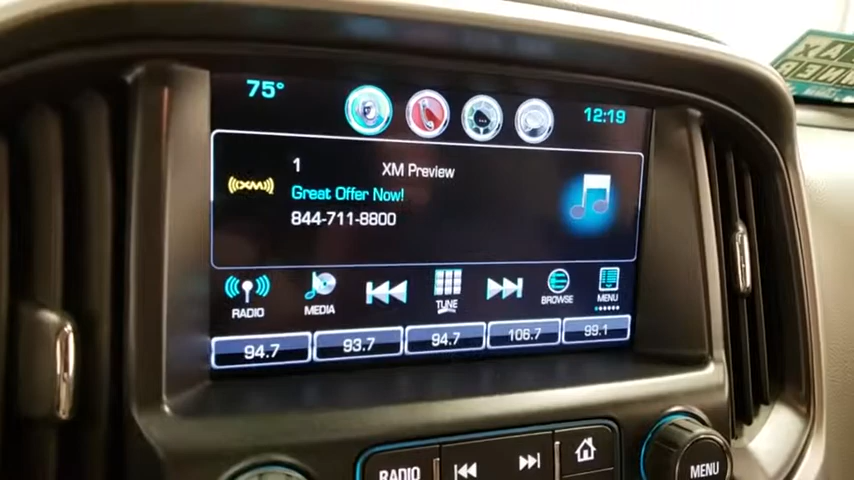 75° 12:19
XM 1 XM Preview
Great Offer Now!
844-711-8800
RADIO MEDIA TUNE BROWSE MENU
94.7 93.7 94.7 106.7 99.1
RADIO MENU